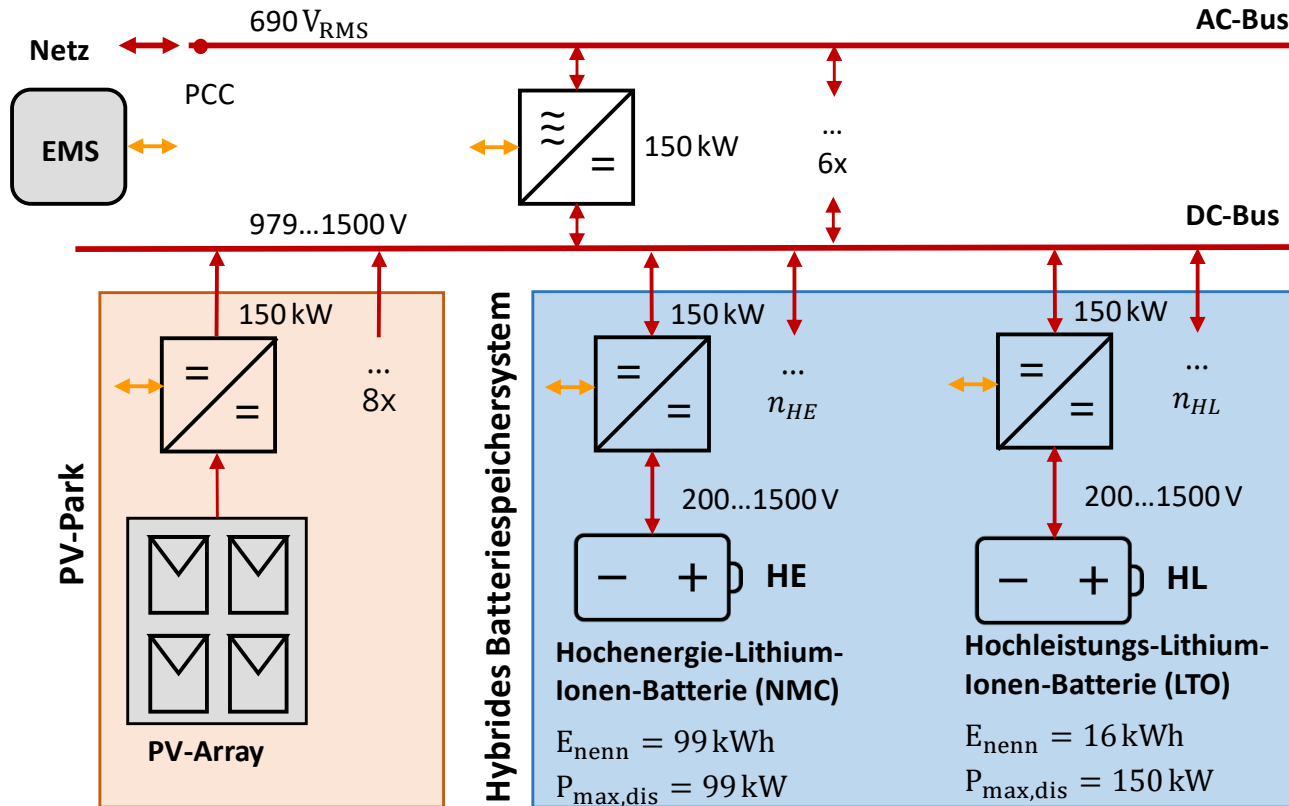 690 V_RMS
AC-Bus
Netz
PCC
EMS
150 kW
...
6x
979...1500 V
DC-Bus
PV-Park
150 kW
...
8x
PV-Array
Hybrides Batteriespeichersystem
150 kW
...
n_HE
200...1500 V
HE
Hochenergie-Lithium-
Ionen-Batterie (NMC)
E_nenn = 99 kWh
P_max,dis = 99 kW
150 kW
...
n_HL
200...1500 V
HL
Hochleistungs-Lithium-
Ionen-Batterie (LTO)
E_nenn = 16 kWh
P_max,dis = 150 kW